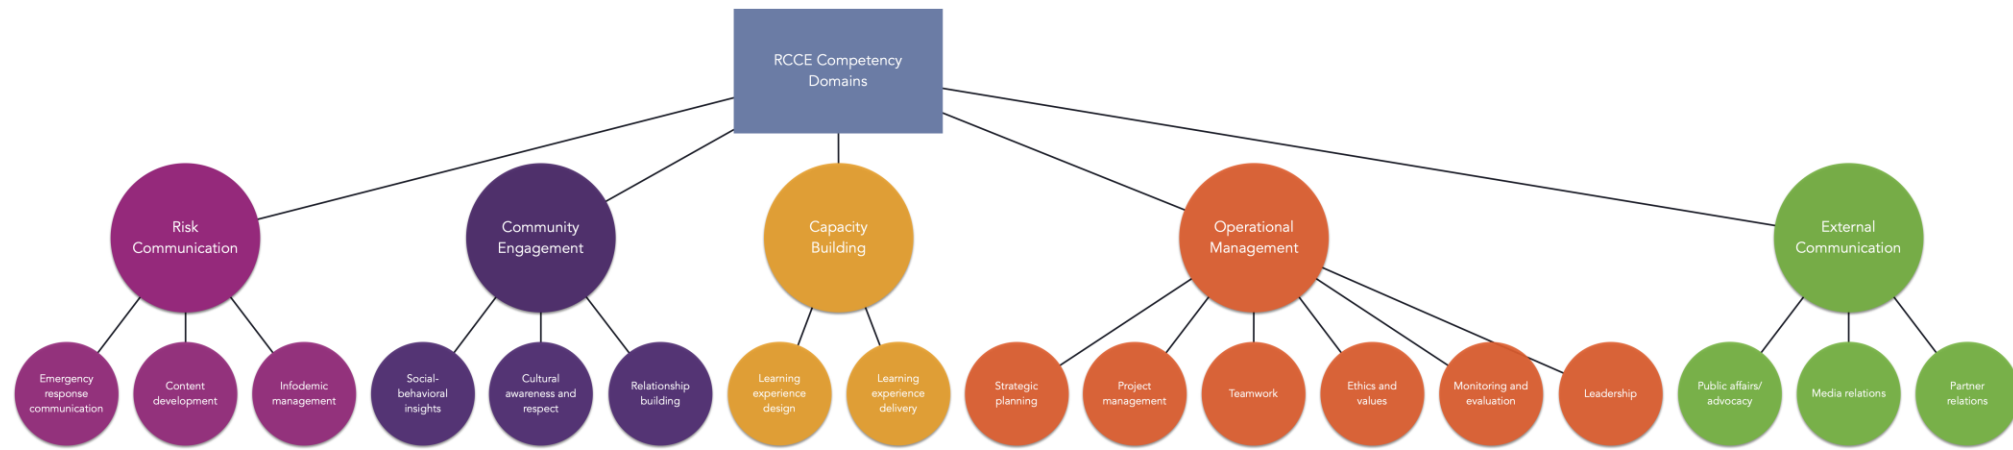 RCCE Competency
Domains
Risk
Communication
Community
Engagement
Capacity
Building
Operational
Management
External
Communication
Emergency
response
communication
Content
development
Infodemic
management
Social-
behavioral
insights
Cultural
awareness and
respect
Relationship
building
Learning
experience
design
Learning
experience
delivery
Strategic
planning
Project
management
Teamwork
Ethics and
values
Monitoring and
evaluation
Leadership
Public affairs/
advocacy
Media relations
Partner
relations